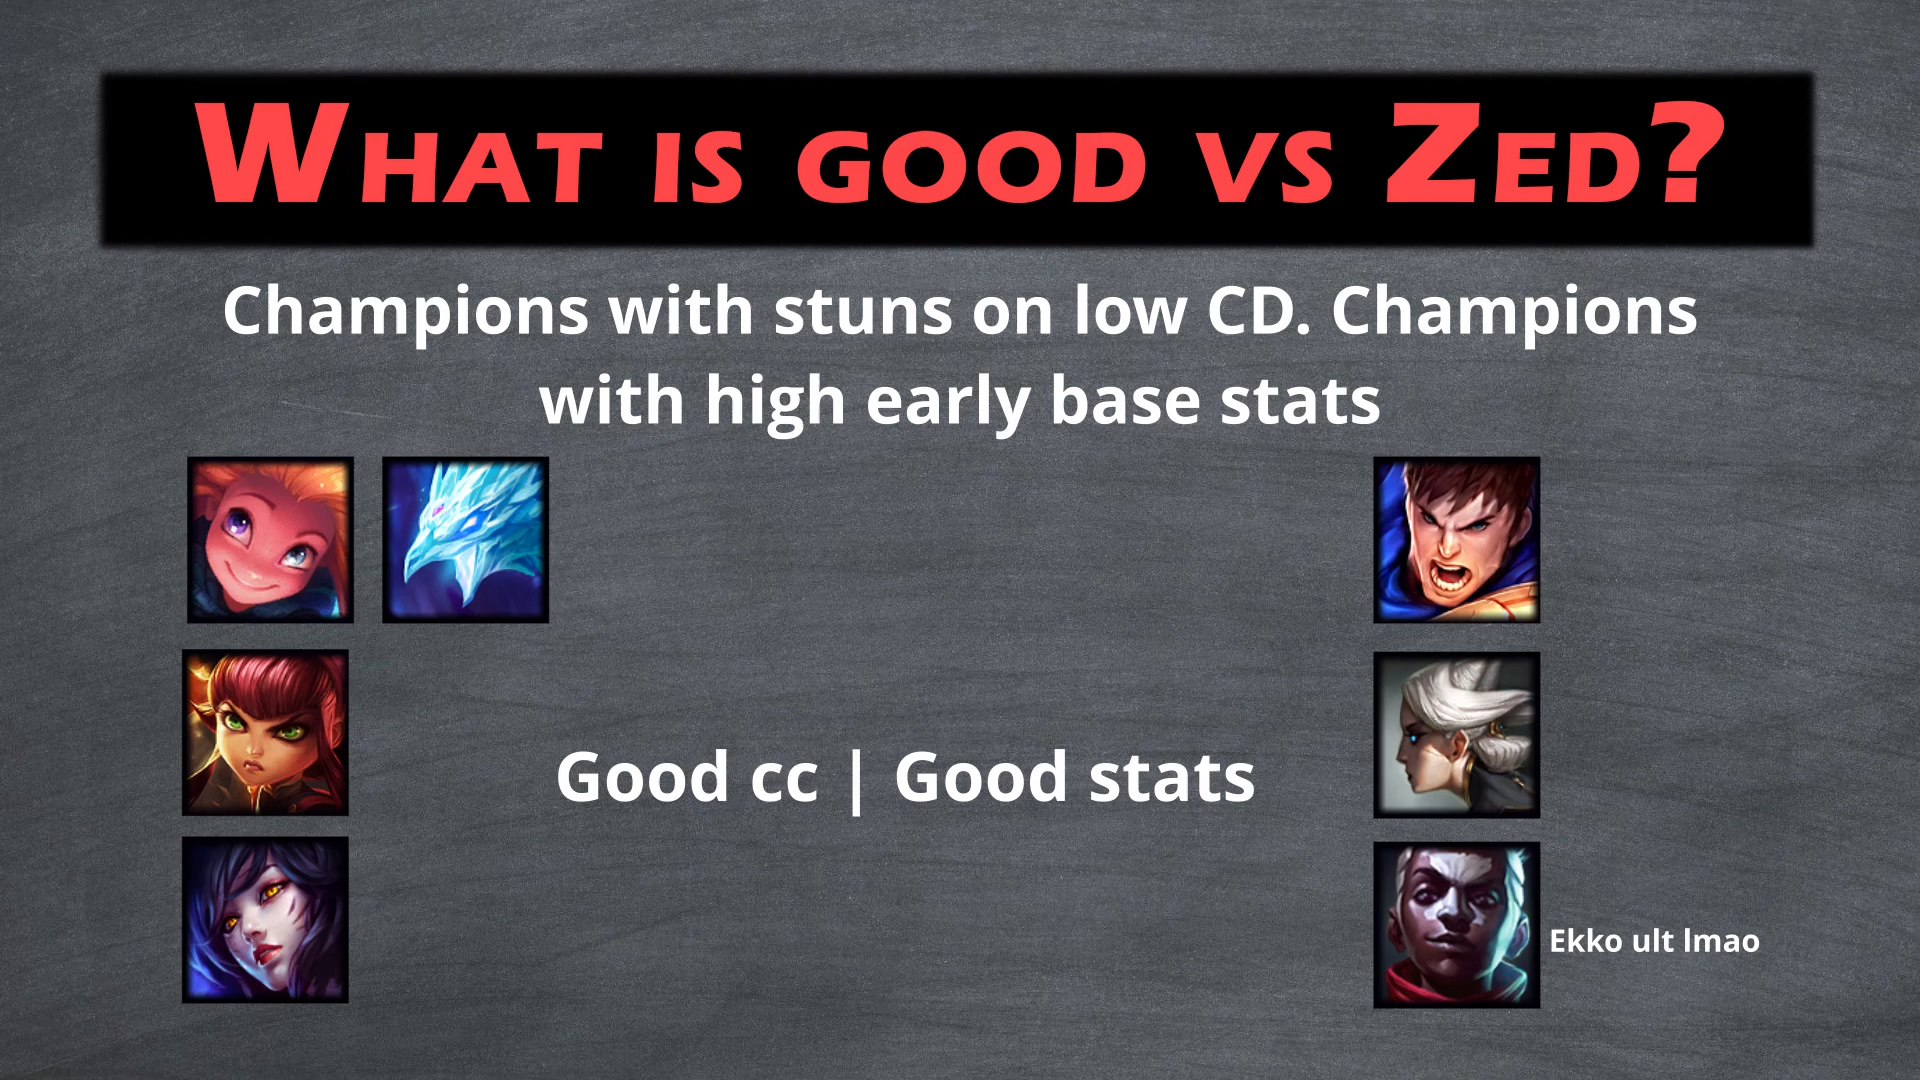 What is good vs Zed?
Champions with stuns on low CD. Champions
with high early base stats
Good cc | Good stats
Ekko ult lmao